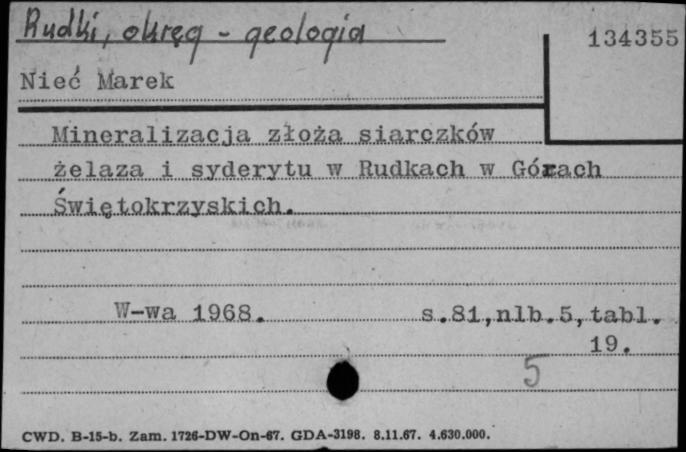 Rudki, okręg - geologia
134355
Nieć Marek
Mineralizacja złoża siarczków
żelaza i syderytu w Rudkach w Górach
Świętokrzyskich.
W-wa 1968. s.81,nlb.5,tabl.
19.
5
CWD. B-15-b. Zam. 1726-DW-On-67. GDA-3198. 8.11.67. 4.630.000.